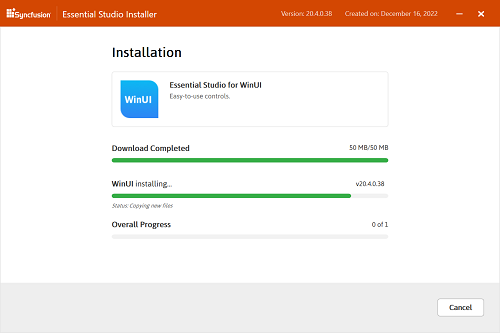 Syncfusion Essential Studio Installer Version: 20.4.0.38 Created on: December 16, 2022
Installation
WinUI
Essential Studio for WinUI
Easy-to-use controls.
Download Completed 50 MB/50 MB
WinUI installing... v20.4.0.38
Status: Copying new files
Overall Progress 0 of 1
Cancel